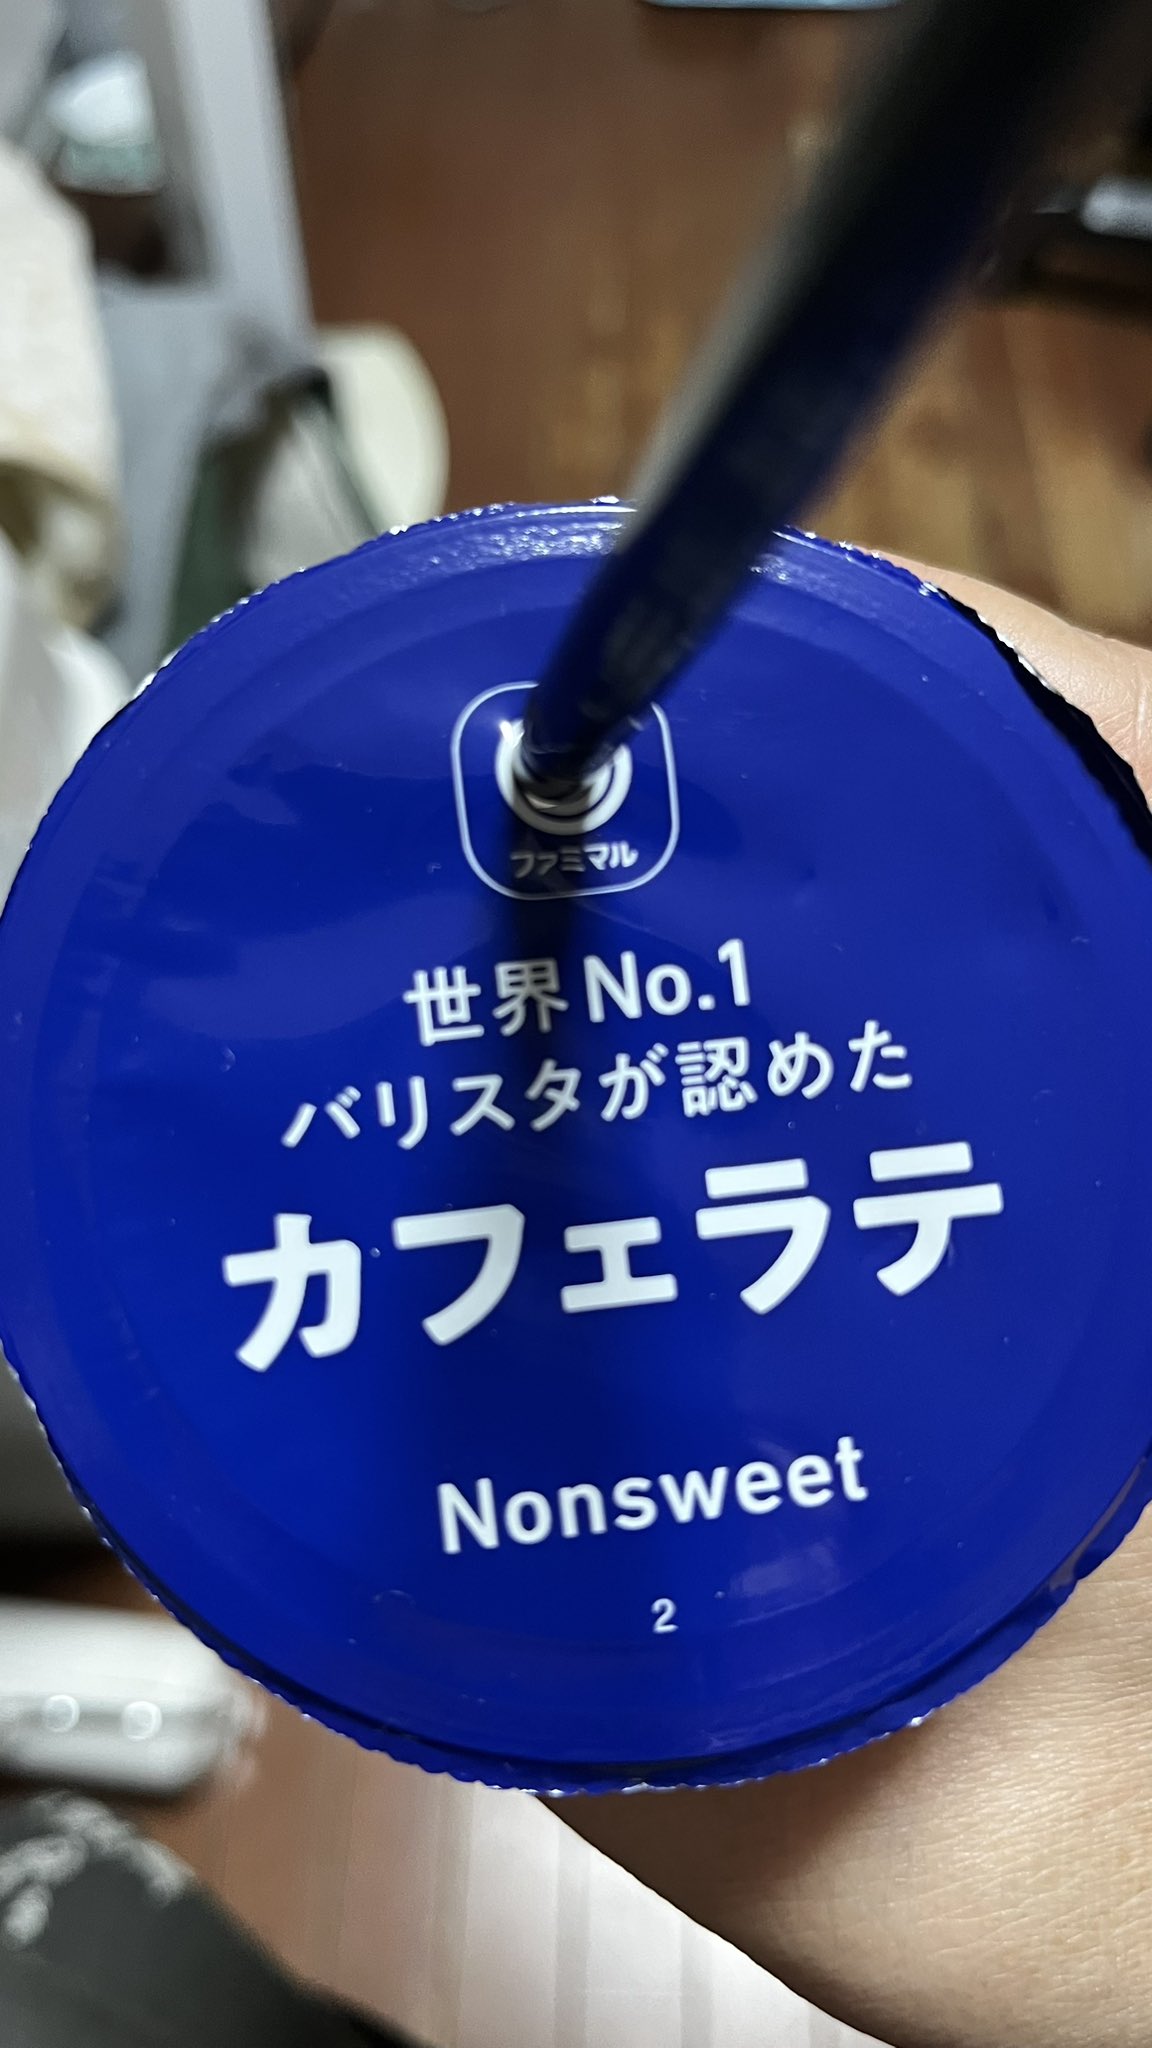 ファミマル
世界No.1
バリスタが認めた
カフェラテ
Nonsweet
2